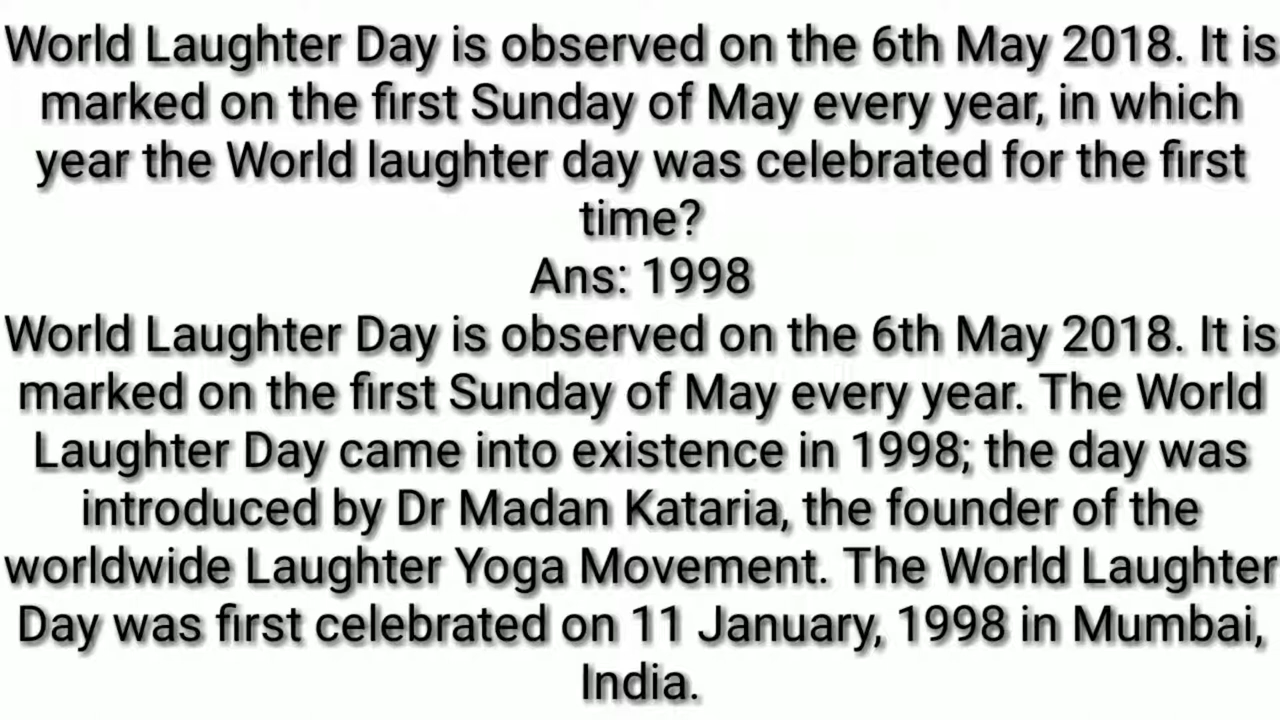 World Laughter Day is observed on the 6th May 2018. It is
marked on the first Sunday of May every year, in which
year the World laughter day was celebrated for the first
time?
Ans: 1998
World Laughter Day is observed on the 6th May 2018. It is
marked on the first Sunday of May every year. The World
Laughter Day came into existence in 1998; the day was
introduced by Dr Madan Kataria, the founder of the
worldwide Laughter Yoga Movement. The World Laughter
Day was first celebrated on 11 January, 1998 in Mumbai,
India.